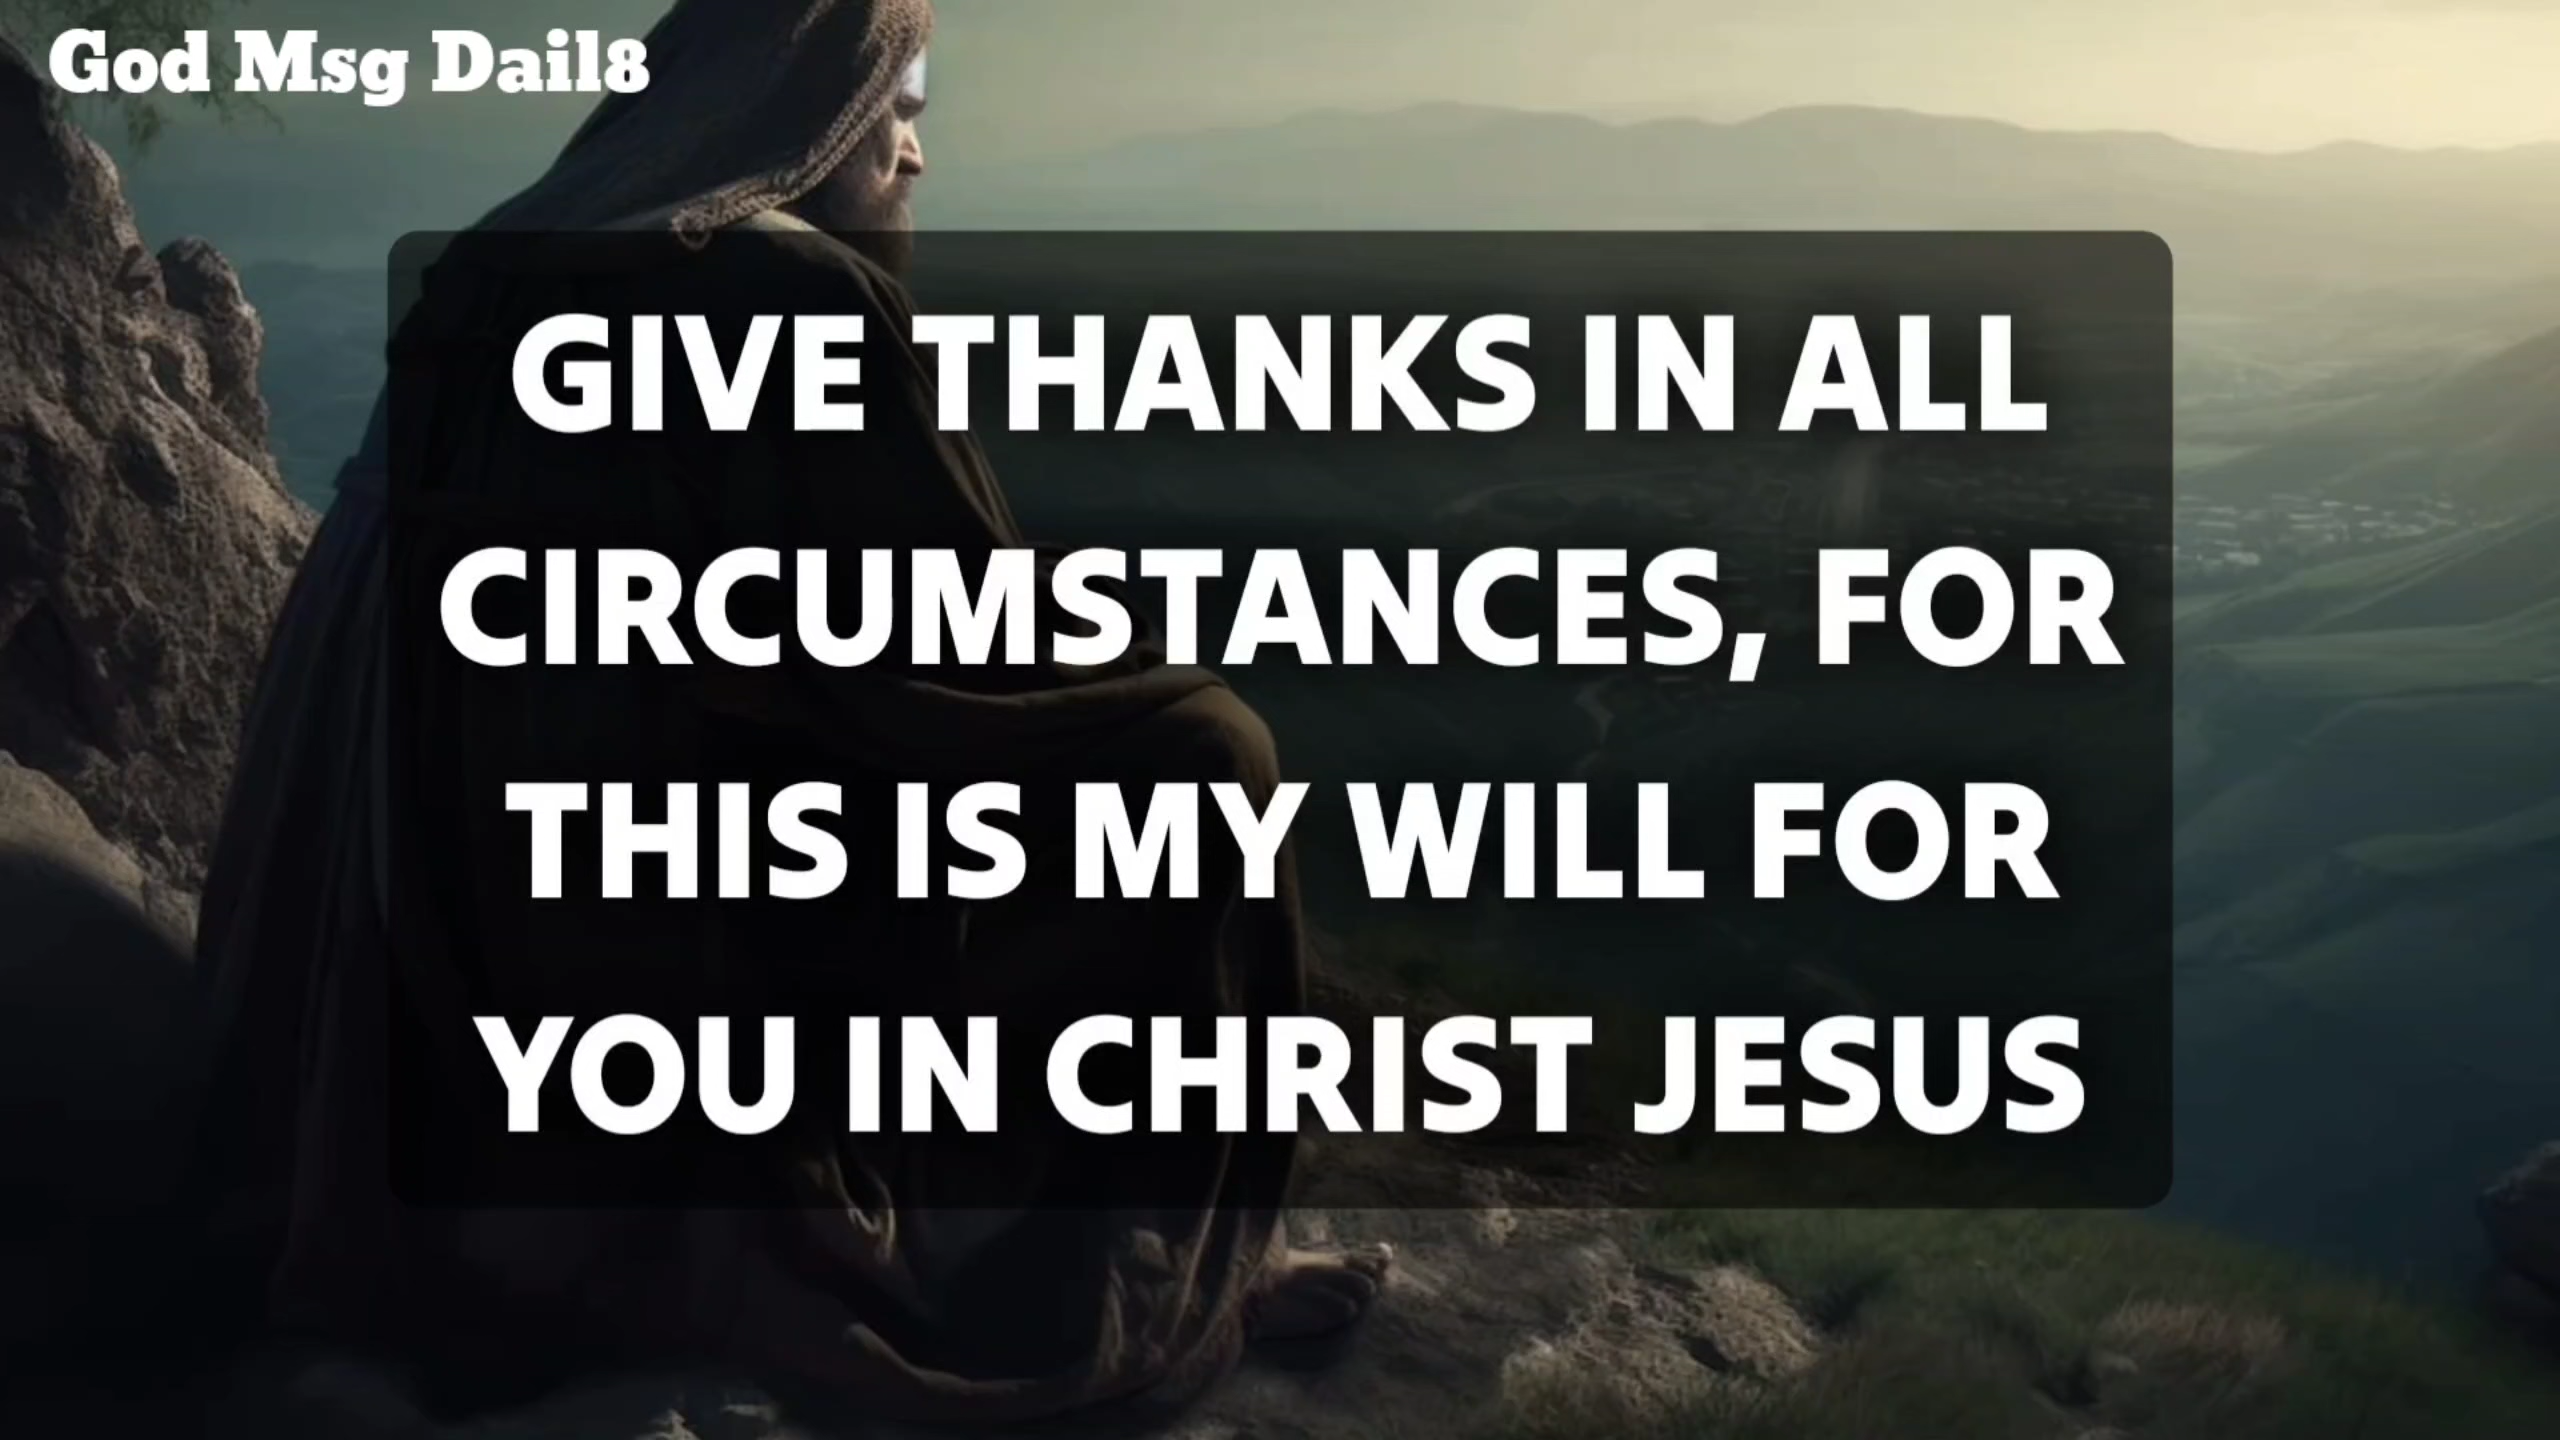 God Msg Dail8
GIVE THANKS IN ALL
CIRCUMSTANCES, FOR
THIS IS MY WILL FOR
YOU IN CHRIST JESUS